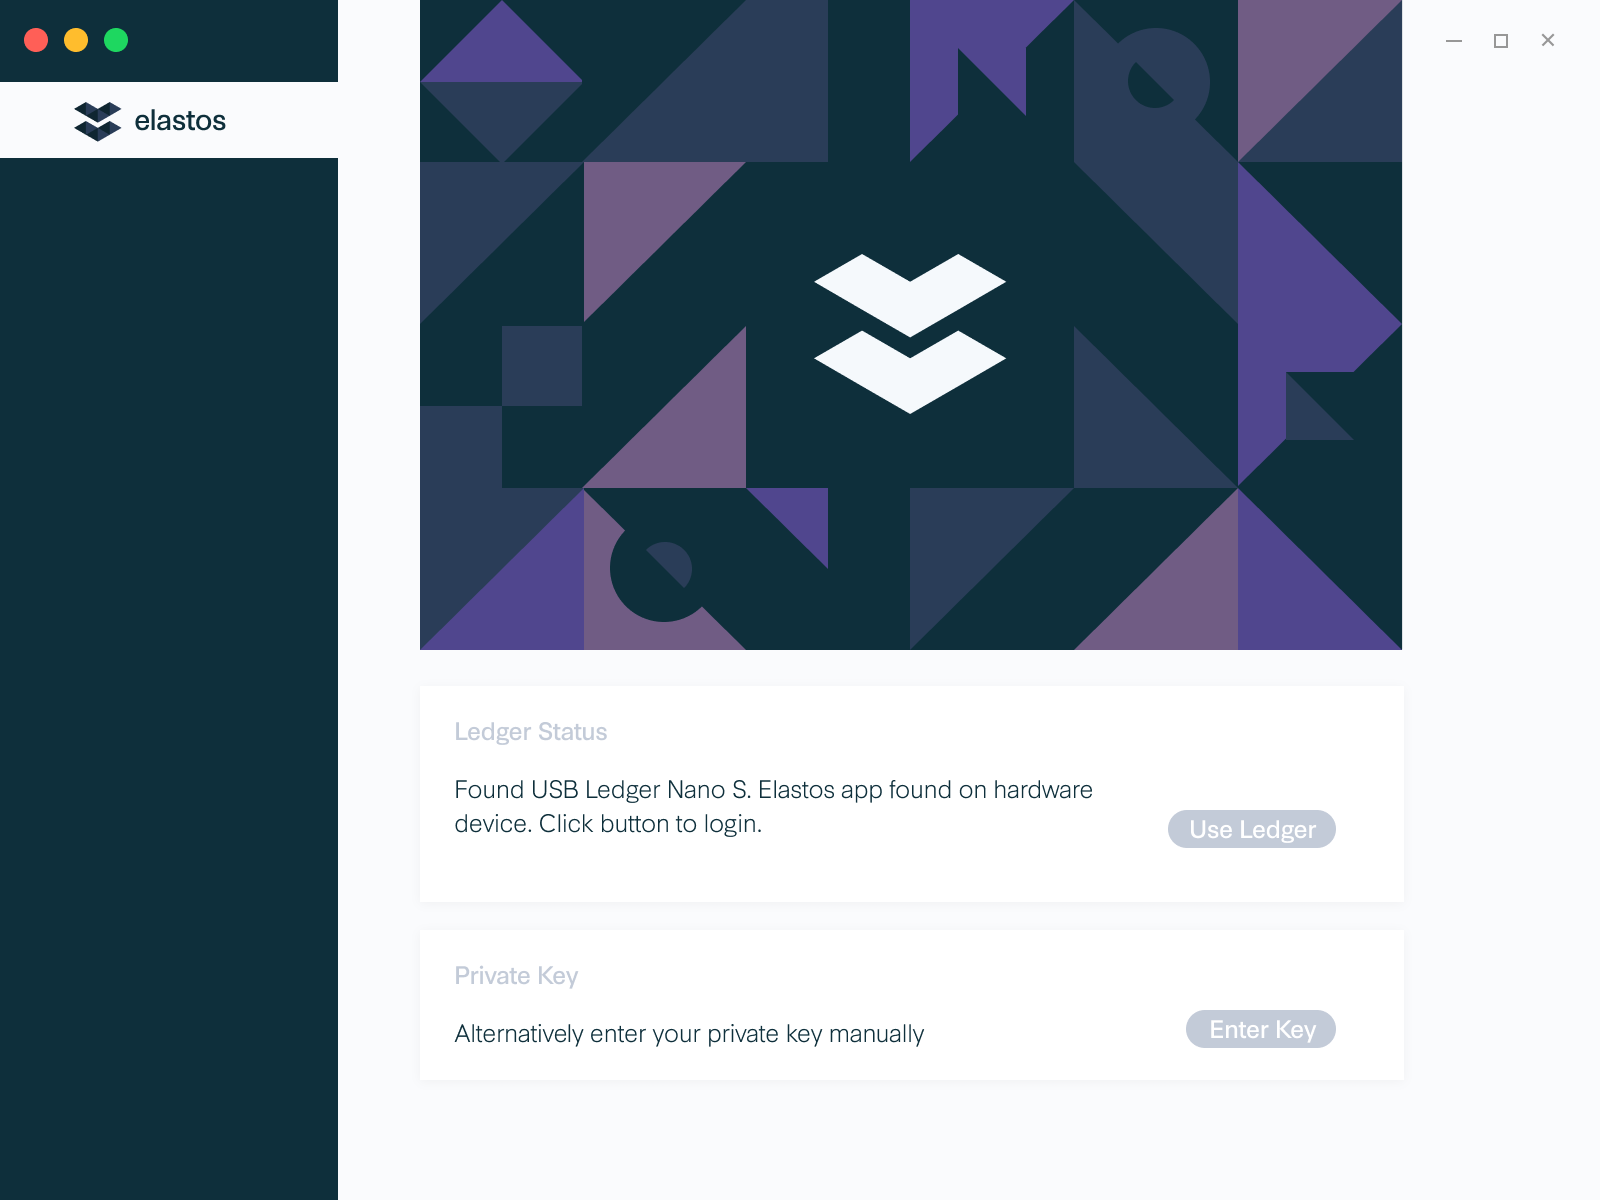 elastos
Ledger Status
Found USB Ledger Nano S. Elastos app found on hardware
device. Click button to login.
Use Ledger
Private Key
Alternatively enter your private key manually
Enter Key